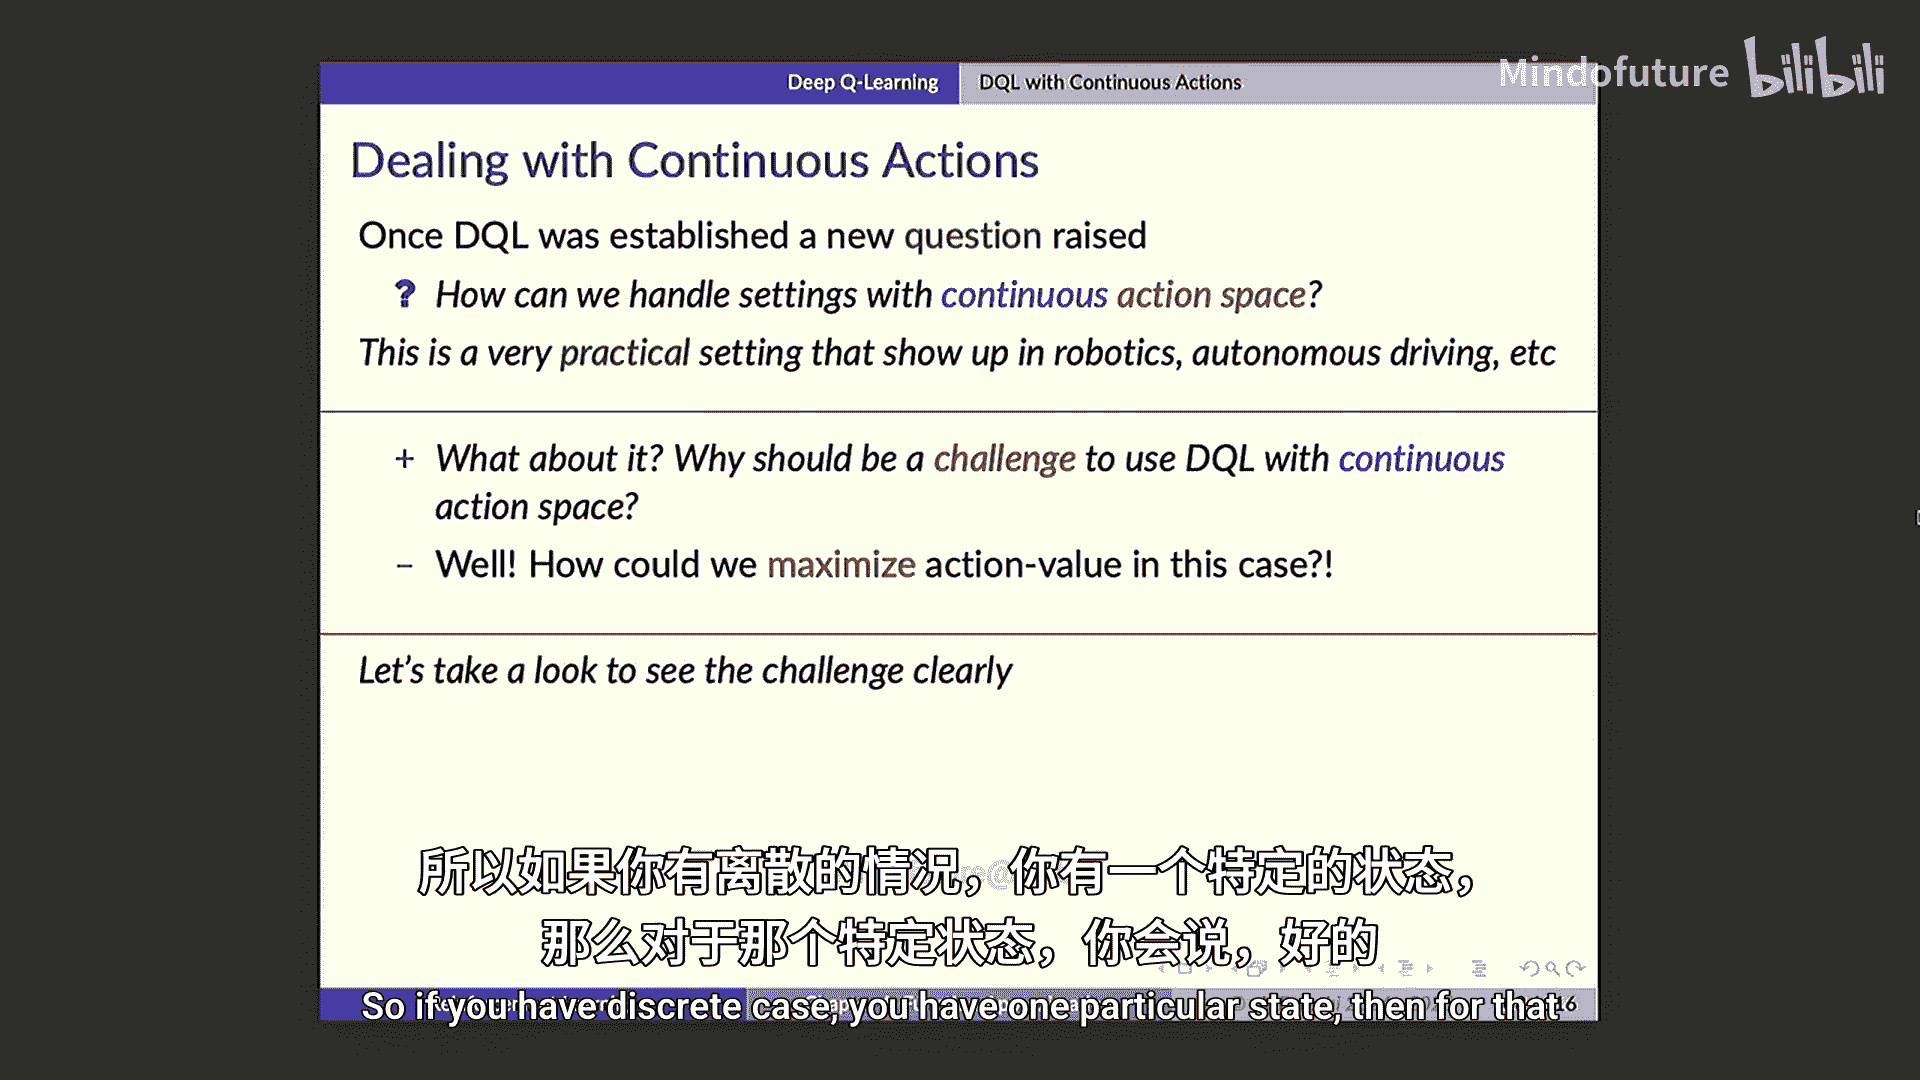 Deep Q-Learning
DQL with Continuous Actions
Mindofuture bilibili
Dealing with Continuous Actions
Once DQL was established a new question raised
? How can we handle settings with continuous action space?
This is a very practical setting that show up in robotics, autonomous driving, etc
+ What about it? Why should be a challenge to use DQL with continuous
action space?
− Well! How could we maximize action-value in this case?!
Let's take a look to see the challenge clearly
所以如果你有离散的情况，你有一个特定的状态，
那么对于那个特定状态，你会说，好的
So if you have discrete case, you have one particular state, then for that